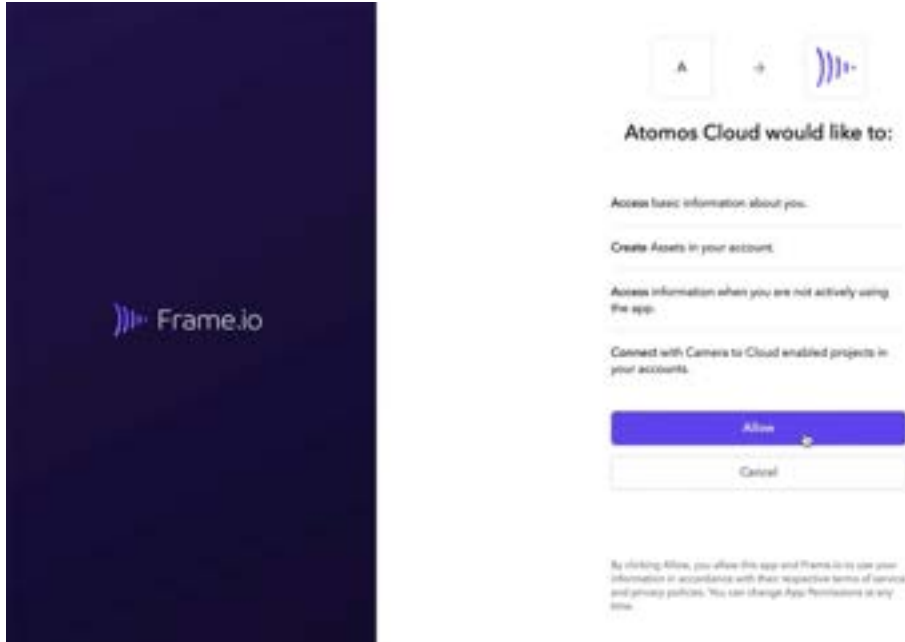 Frame.io
A
Atomos Cloud would like to:
Access basic information about you.
Create Assets in your account.
Access information when you are not actively using
the app.
Connect with Camera to Cloud enabled projects in
your accounts.
Allow
Cancel
By clicking Allow, you allow this app and Frame.io to use your
information in accordance with their respective terms of service
and privacy policies. You can change App Permissions at any
time.